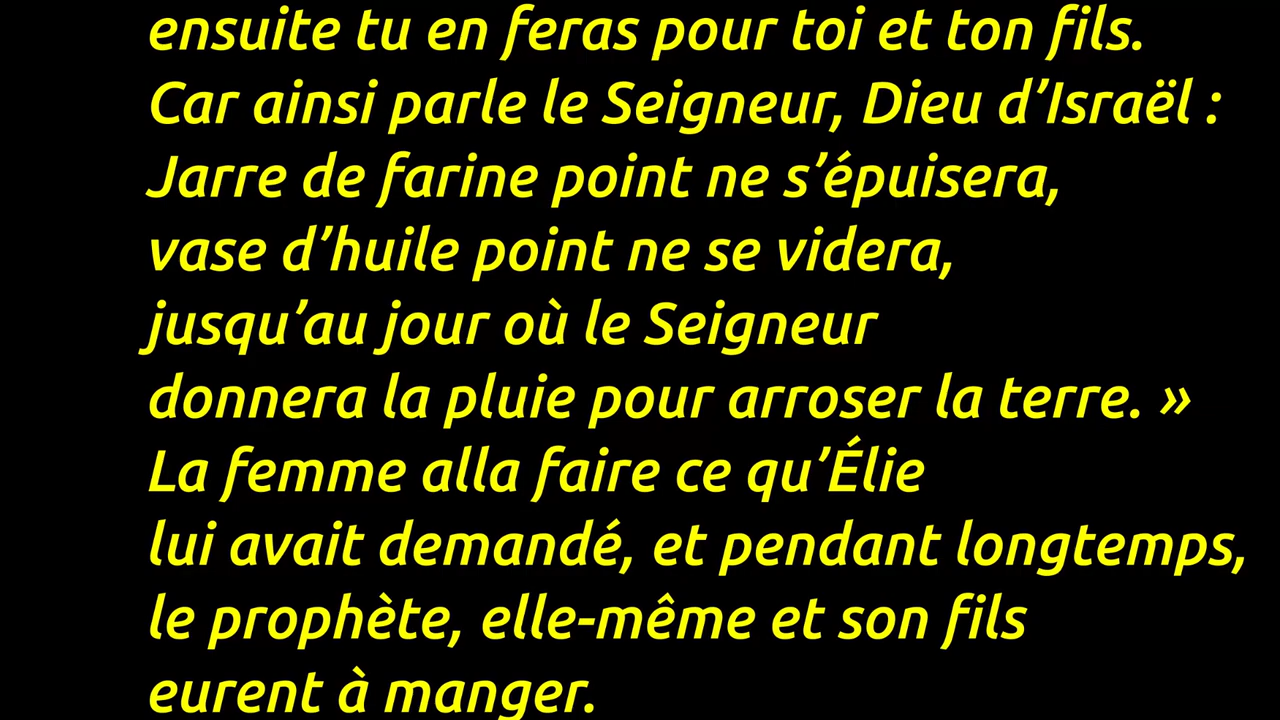 ensuite tu en feras pour toi et ton fils.
Car ainsi parle le Seigneur, Dieu d’Israël :
Jarre de farine point ne s’épuisera,
vase d’huile point ne se videra,
jusqu’au jour où le Seigneur
donnera la pluie pour arroser la terre. »
La femme alla faire ce qu’Élie
lui avait demandé, et pendant longtemps,
le prophète, elle-même et son fils
eurent à manger.